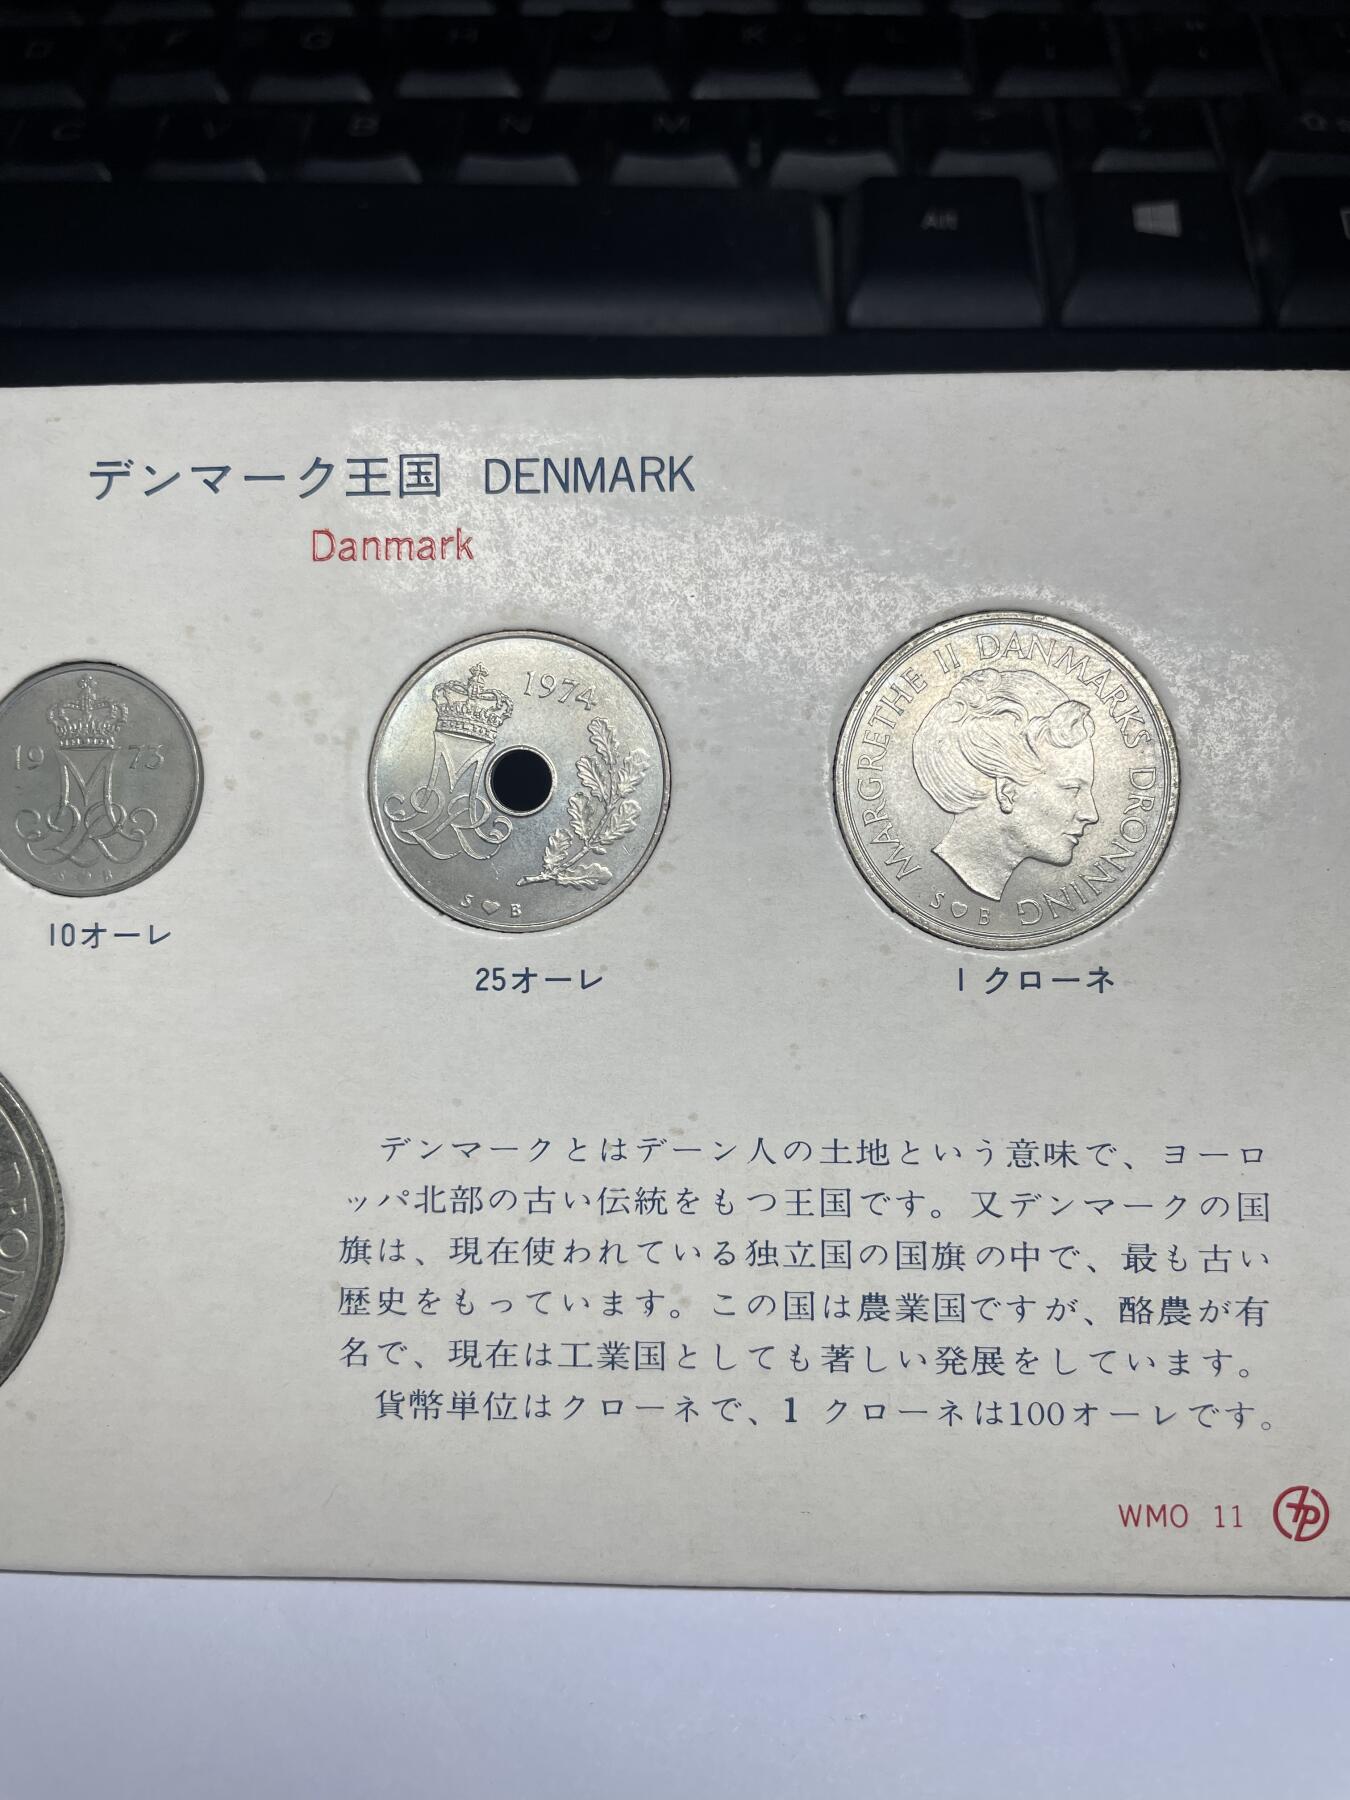 D F G H J K L
C V B N M
Alt
デンマーク王国 DENMARK
Danmark
1973
S B
10オーレ
1974
S B
25オーレ
MARGRETHE II DANMARKS DRONNING
S B
1クローネ
デンマークとはデーン人の土地という意味で、ヨーロ
ッパ北部の古い伝統をもつ王国です。又デンマークの国
旗は、現在使われている独立国の国旗の中で、最も古い
歴史をもっています。この国は農業国ですが、酪農が有
名で、現在は工業国としても著しい発展をしています。
貨幣単位はクローネで、1 クローネは100オーレです。
WMO 11